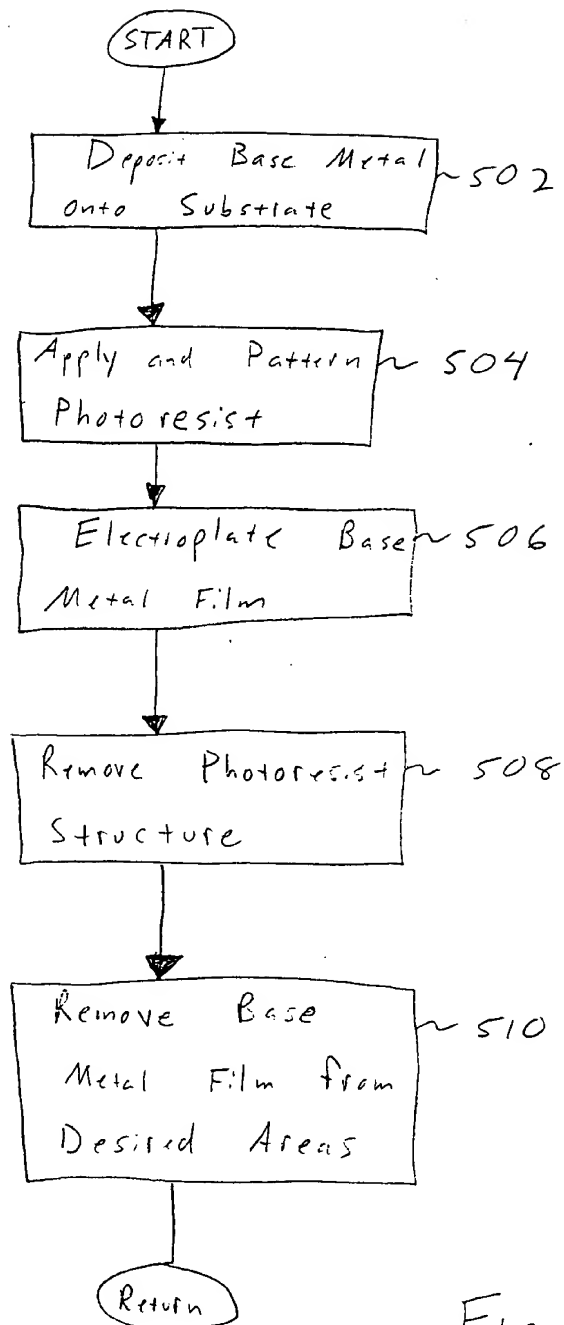 START
Deposit Base Metal
onto Substrate
502
Apply and Pattern
Photoresist
504
Electroplate Base
Metal Film
506
Remove Photoresist
Structure
508
Remove Base
Metal Film from
Desired Areas
510
Return